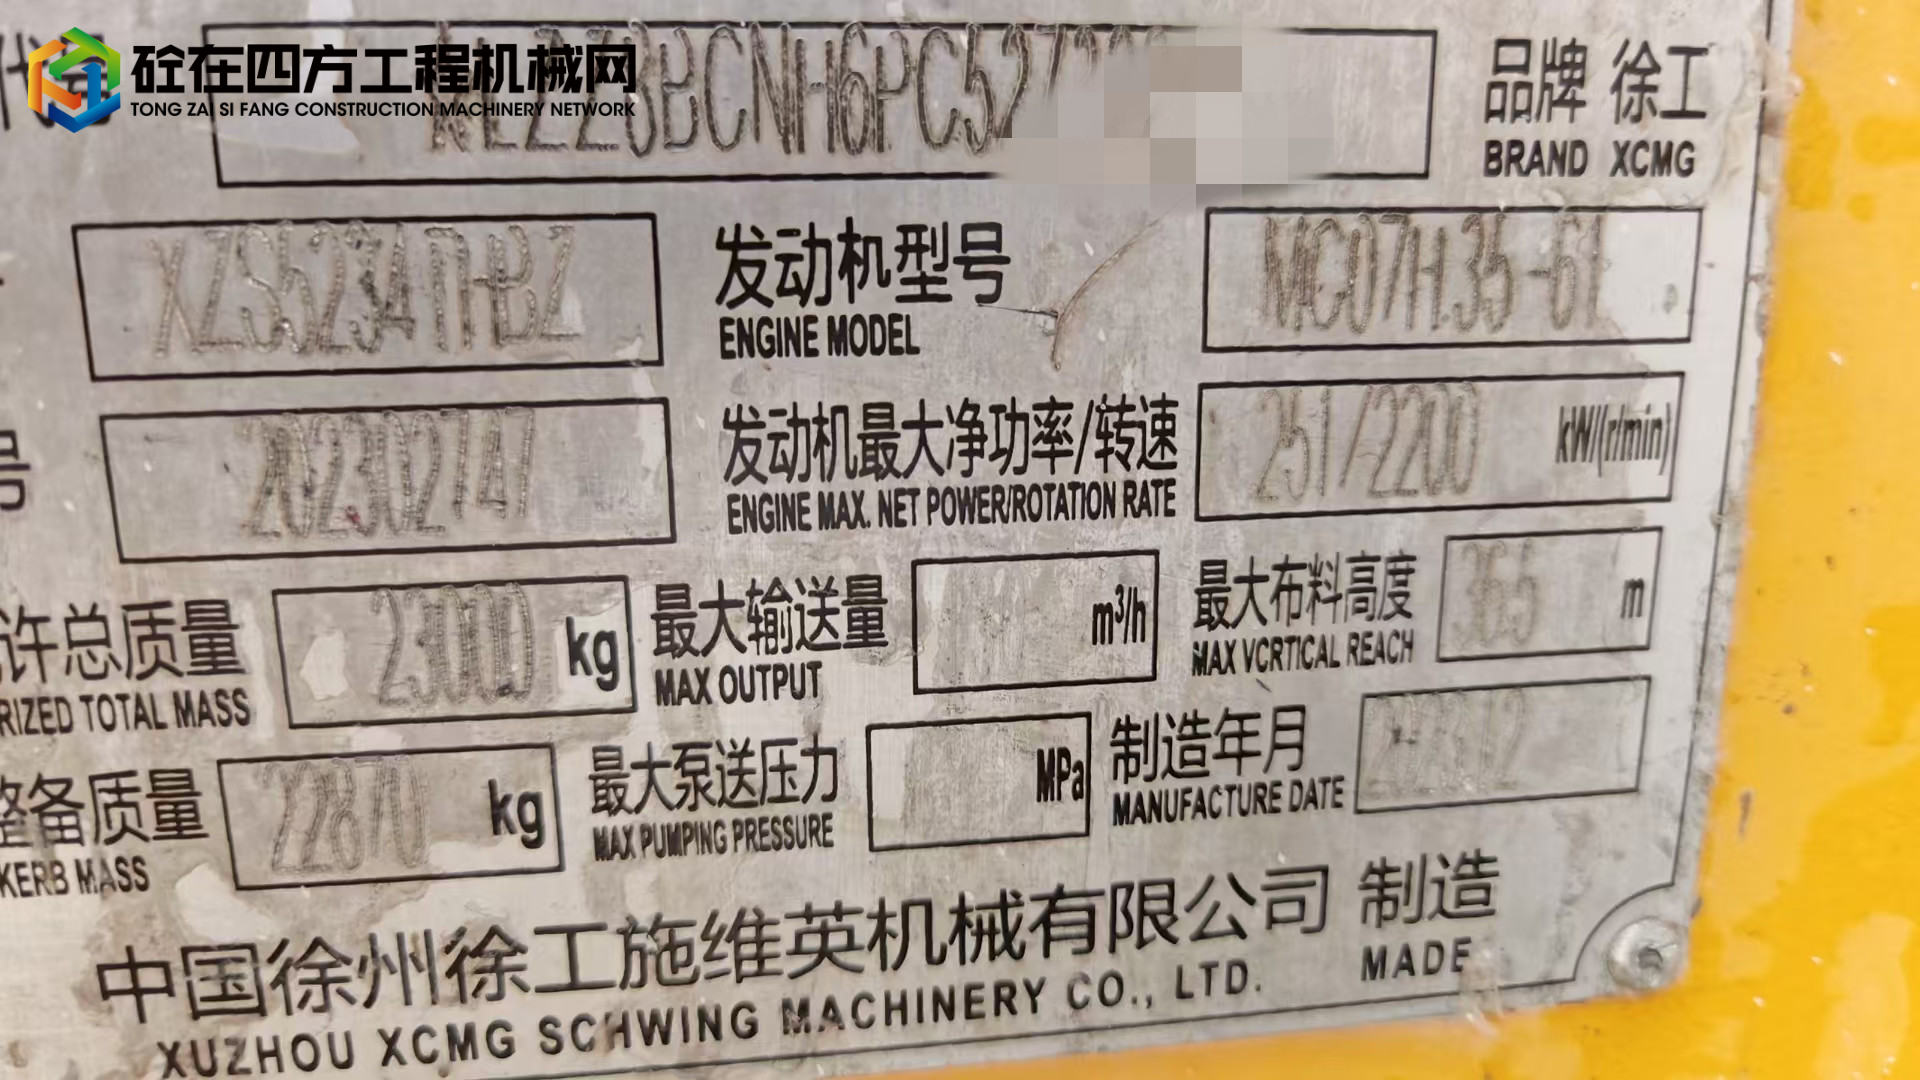 砼在四方工程机械网
TONG ZAI SI FANG CONSTRUCTION MACHINERY NETWORK
品牌 徐工
BRAND XCMG
XZS5234THBZ
发动机型号
ENGINE MODEL
MC07H.35-61
号
202302747
发动机最大净功率/转速
ENGINE MAX. NET POWER/ROTATION RATE
251/2200 kW/(r/min)
许总质量
RIZED TOTAL MASS
23000 kg
最大输送量
MAX OUTPUT
m³/h
最大布料高度
MAX VCRTICAL REACH
36.5 m
整备质量
KERB MASS
22870 kg
最大泵送压力
MAX PUMPING PRESSURE
MPa
制造年月
MANUFACTURE DATE
中国徐州徐工施维英机械有限公司 制造
XUZHOU XCMG SCHWING MACHINERY CO., LTD. MADE